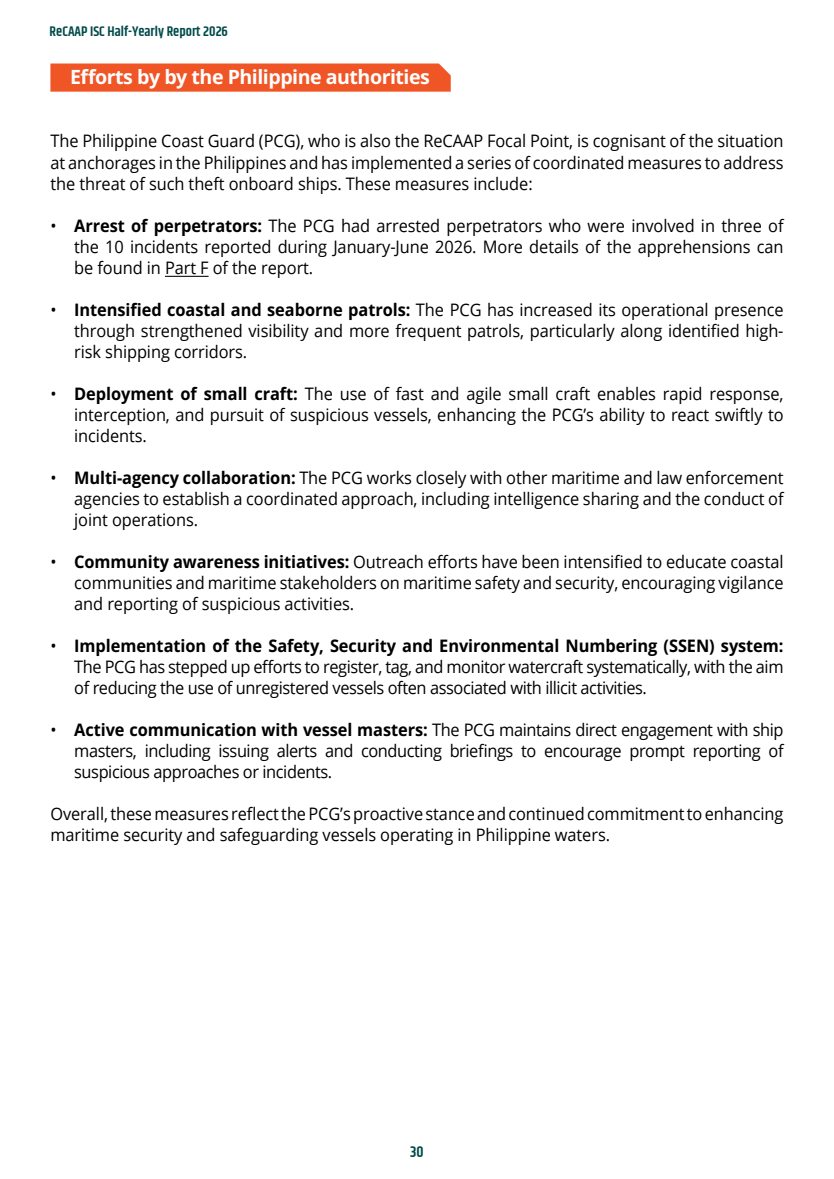 ReCAAP ISC Half-Yearly Report 2026
Efforts by by the Philippine authorities
The Philippine Coast Guard (PCG), who is also the ReCAAP Focal Point, is cognisant of the situation
at anchorages in the Philippines and has implemented a series of coordinated measures to address
the threat of such theft onboard ships. These measures include:
• Arrest of perpetrators: The PCG had arrested perpetrators who were involved in three of
the 10 incidents reported during January-June 2026. More details of the apprehensions can
be found in Part F of the report.
• Intensified coastal and seaborne patrols: The PCG has increased its operational presence
through strengthened visibility and more frequent patrols, particularly along identified high-
risk shipping corridors.
• Deployment of small craft: The use of fast and agile small craft enables rapid response,
interception, and pursuit of suspicious vessels, enhancing the PCG’s ability to react swiftly to
incidents.
• Multi-agency collaboration: The PCG works closely with other maritime and law enforcement
agencies to establish a coordinated approach, including intelligence sharing and the conduct of
joint operations.
• Community awareness initiatives: Outreach efforts have been intensified to educate coastal
communities and maritime stakeholders on maritime safety and security, encouraging vigilance
and reporting of suspicious activities.
• Implementation of the Safety, Security and Environmental Numbering (SSEN) system:
The PCG has stepped up efforts to register, tag, and monitor watercraft systematically, with the aim
of reducing the use of unregistered vessels often associated with illicit activities.
• Active communication with vessel masters: The PCG maintains direct engagement with ship
masters, including issuing alerts and conducting briefings to encourage prompt reporting of
suspicious approaches or incidents.
Overall, these measures reflect the PCG’s proactive stance and continued commitment to enhancing
maritime security and safeguarding vessels operating in Philippine waters.
30